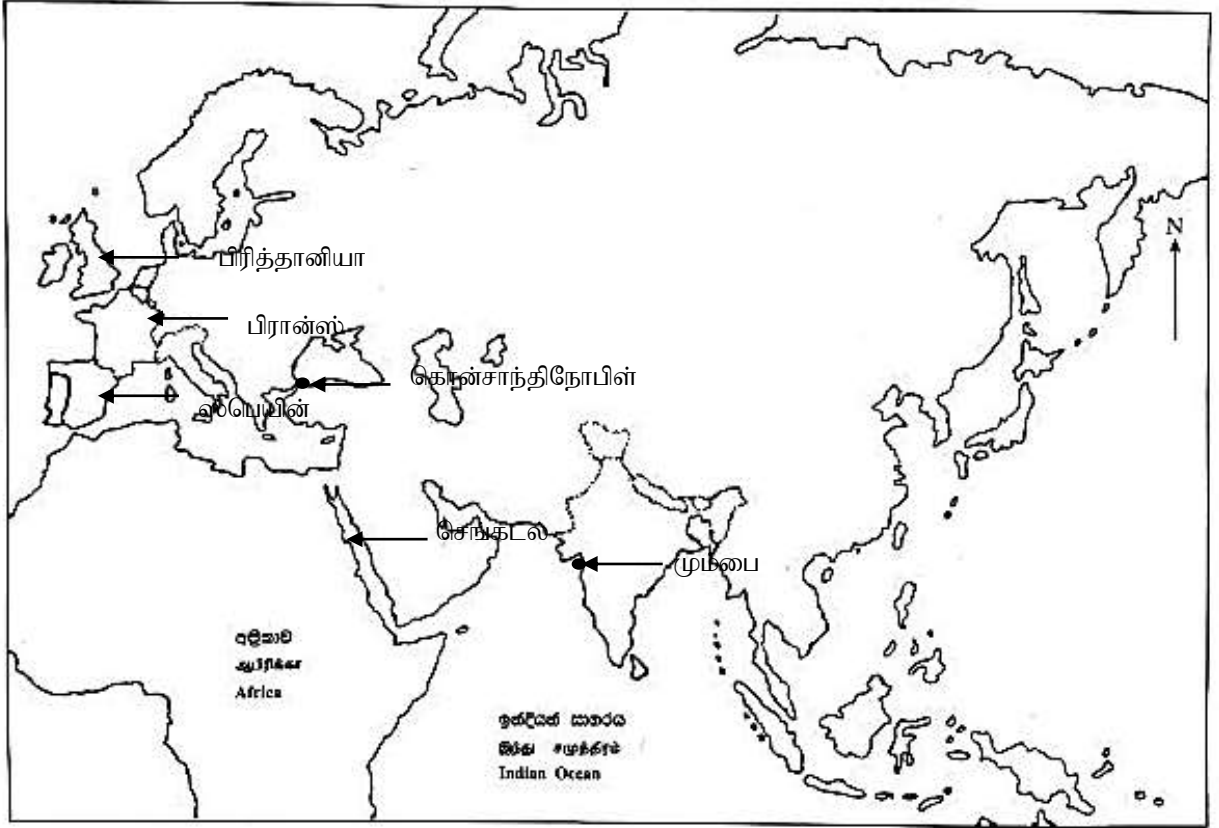 N
பிரித்தானியா
பிரான்ஸ்
கொன்சாந்திநோபிள்
ஸ்பெயின்
செங்கடல்
மும்பை
අප්‍රිකාව
ஆபிரிக்கா
Africa
ඉන්දියන් සාගරය
இந்து சமுத்திரம்
Indian Ocean